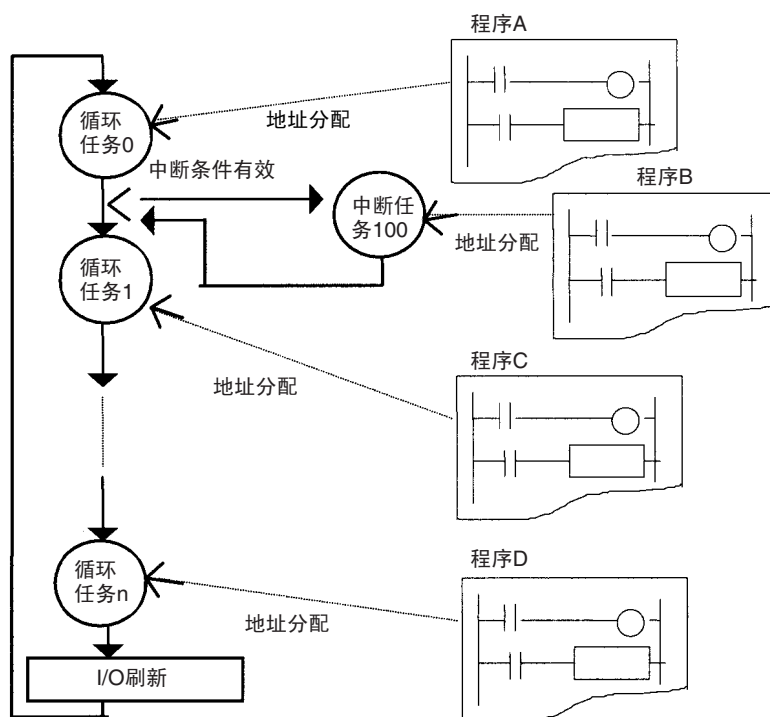 程序A
循环
任务0
地址分配
中断条件有效
程序B
中断任
务100
地址分配
循环
任务1
程序C
地址分配
循环
任务n
程序D
地址分配
I/O刷新